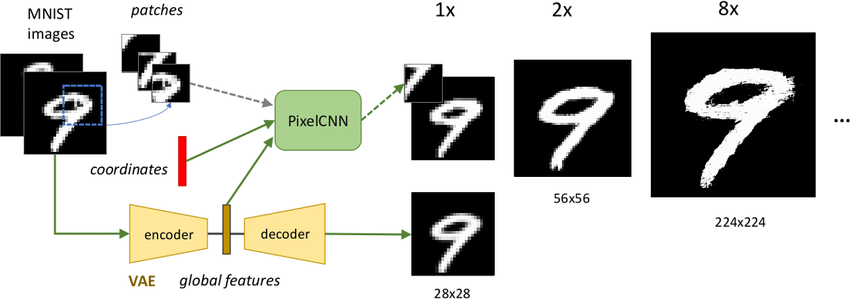 MNIST
images
patches
1x
2x
8x
PixelCNN
coordinates
...
56x56
224x224
encoder
decoder
VAE
global features
28x28